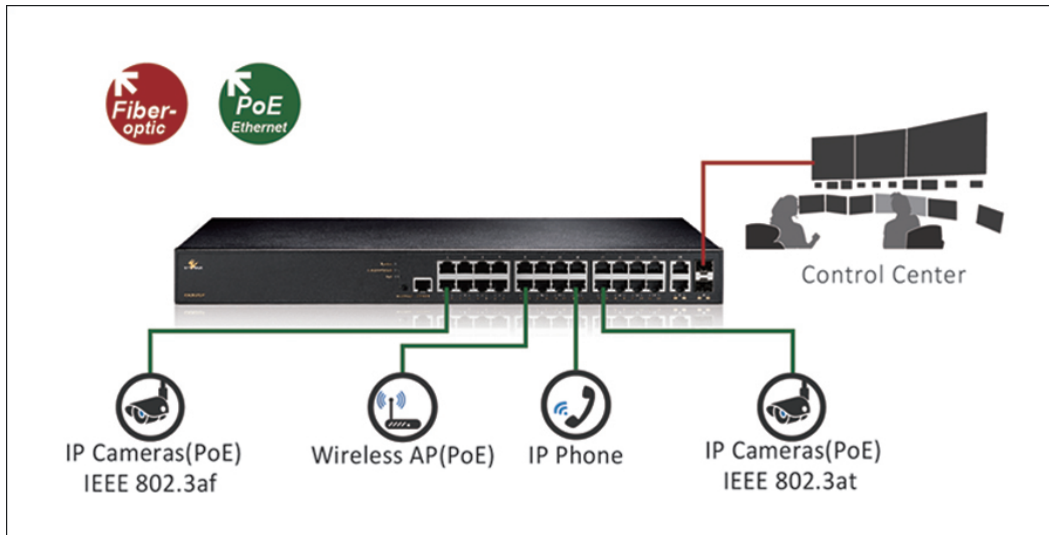 Fiber-
optic
PoE
Ethernet
Control Center
IP Cameras(PoE)
IEEE 802.3af
Wireless AP(PoE)
IP Phone
IP Cameras(PoE)
IEEE 802.3at